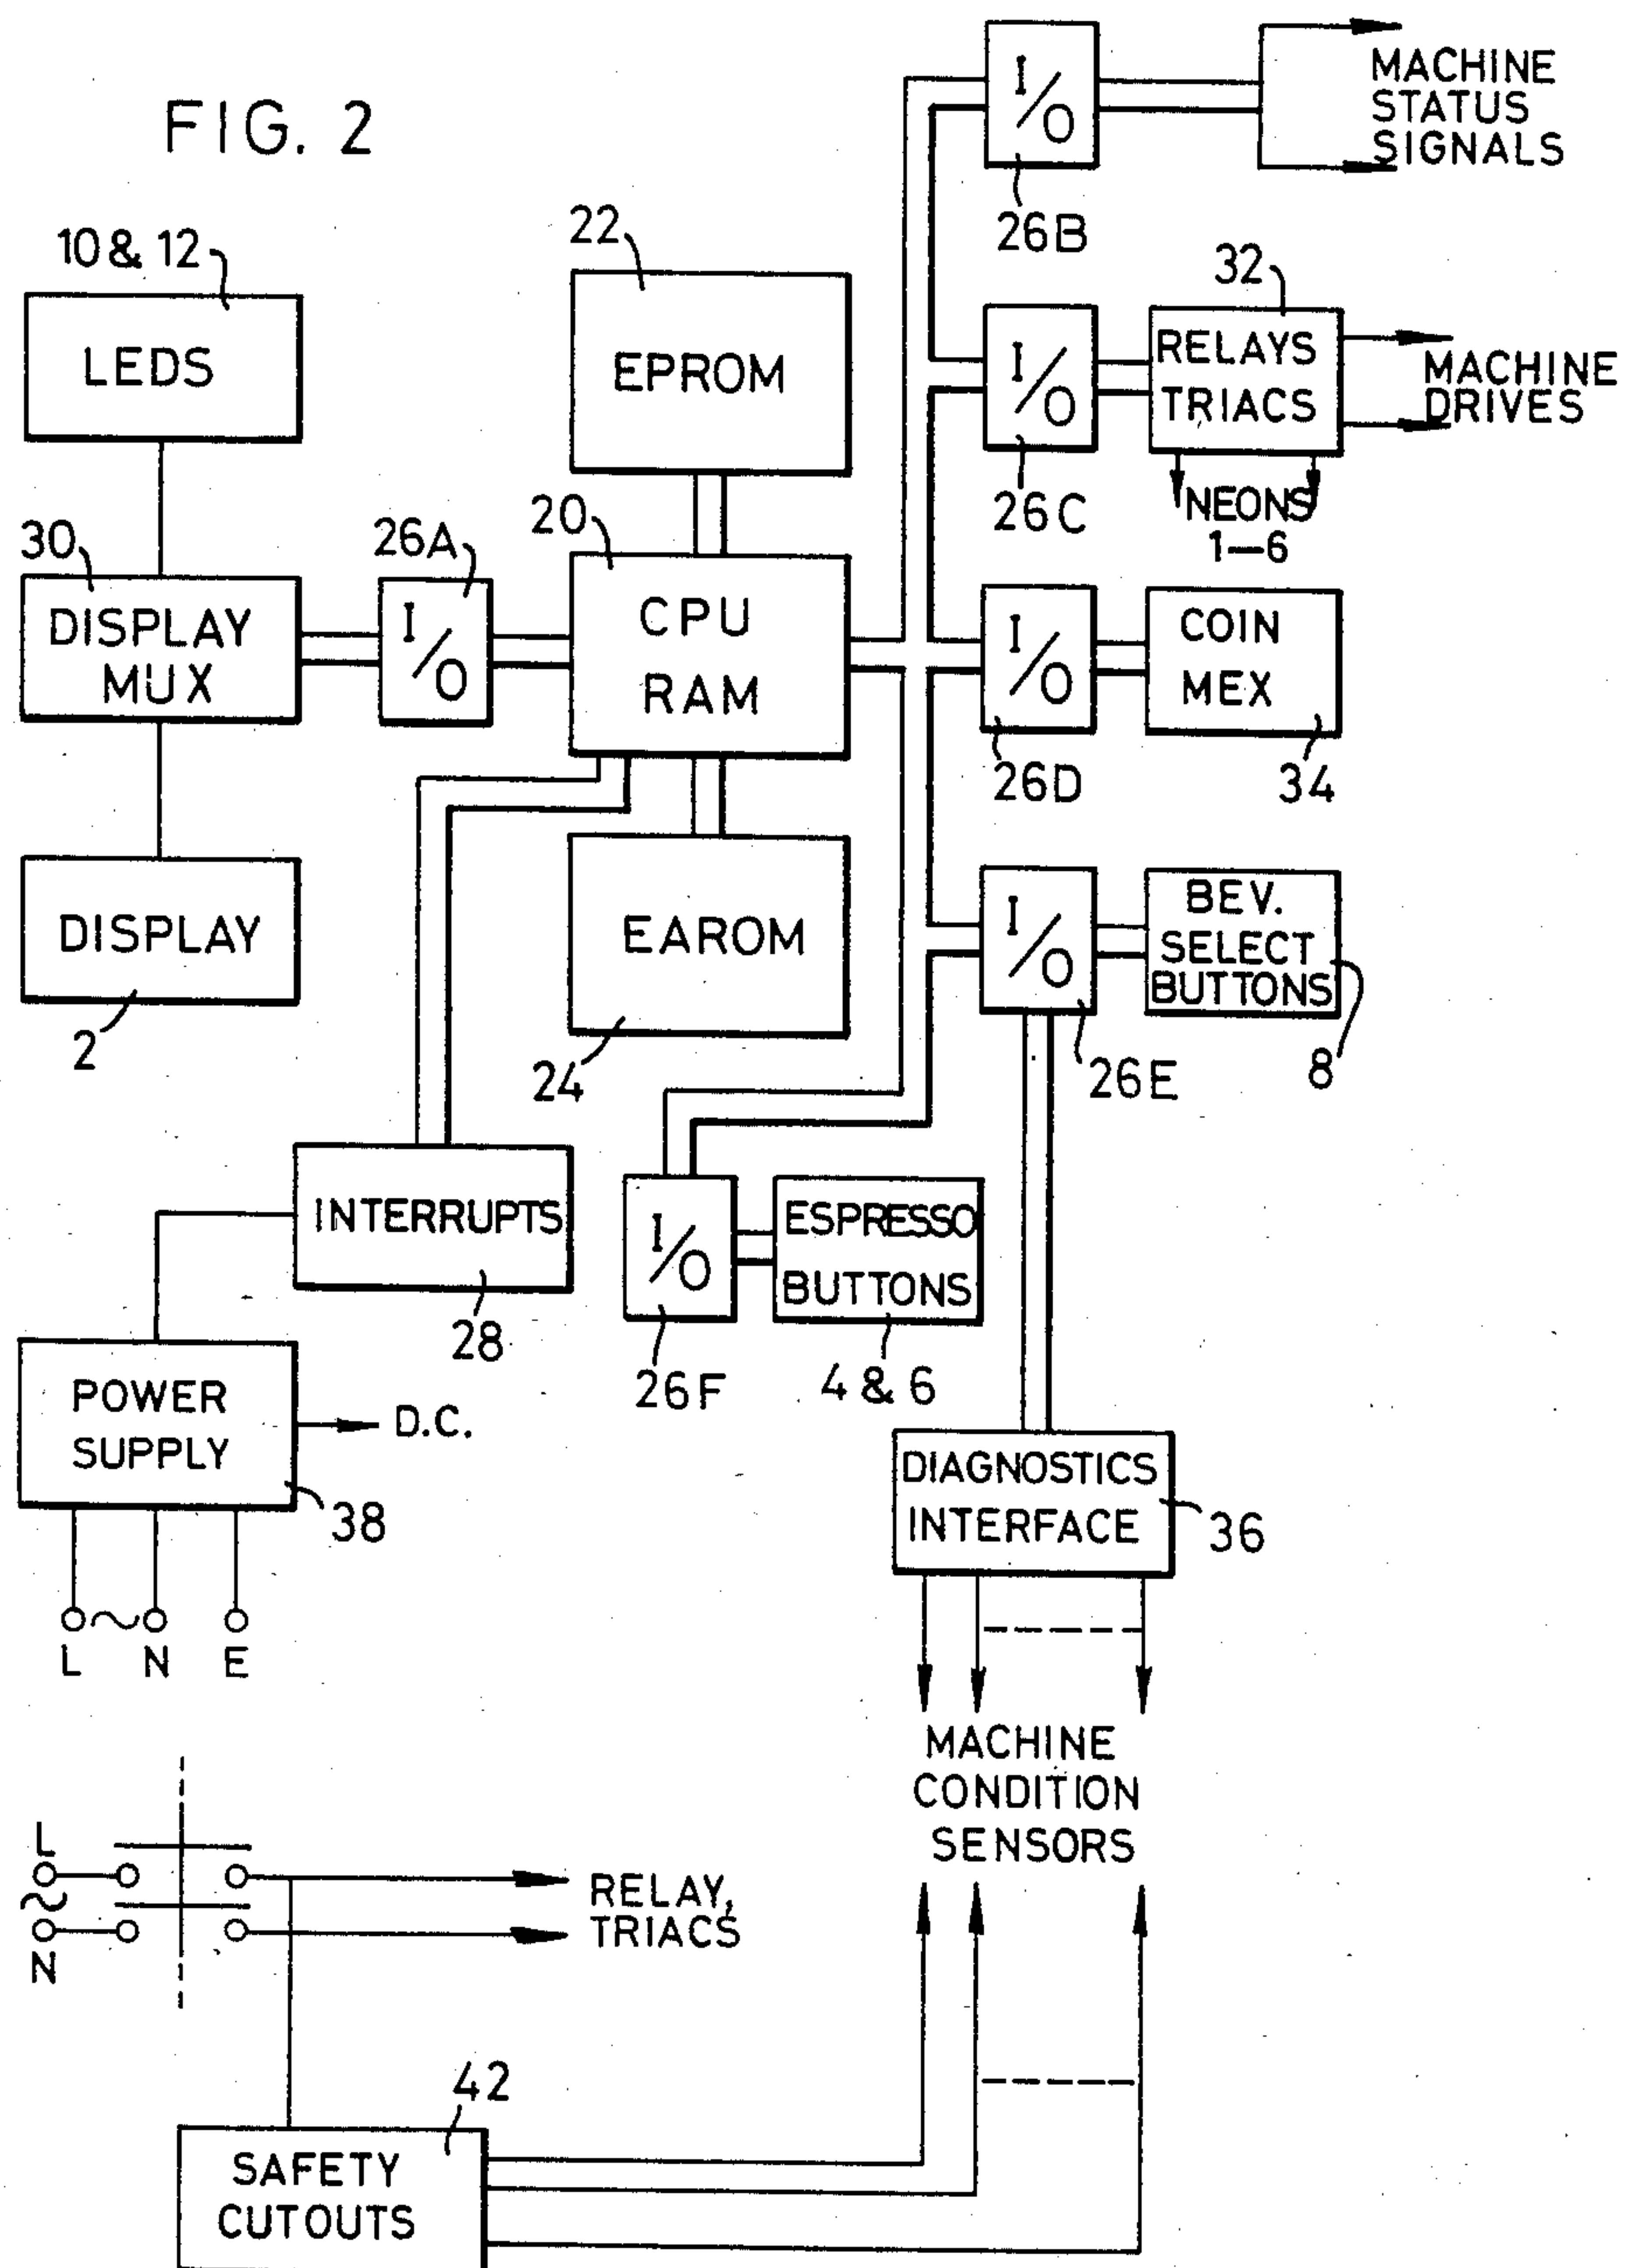 FIG. 2
MACHINE
STATUS
SIGNALS
I/O
26B
10 & 12
LEDS
22
EPROM
32
I/O
RELAYS
TRIACS
MACHINE
DRIVES
26C
NEONS
1—6
30
DISPLAY
MUX
26A
I/O
20
CPU
RAM
I/O
COIN
MEX
26D
34
DISPLAY
2
EAROM
24
I/O
BEV.
SELECT
BUTTONS
26E
8
INTERRUPTS
28
I/O
ESPRESSO
BUTTONS
26F
4 & 6
POWER
SUPPLY
D.C.
38
L ~ N E
DIAGNOSTICS
INTERFACE
36
MACHINE
CONDITION
SENSORS
L
~
N
RELAY,
TRIACS
42
SAFETY
CUTOUTS